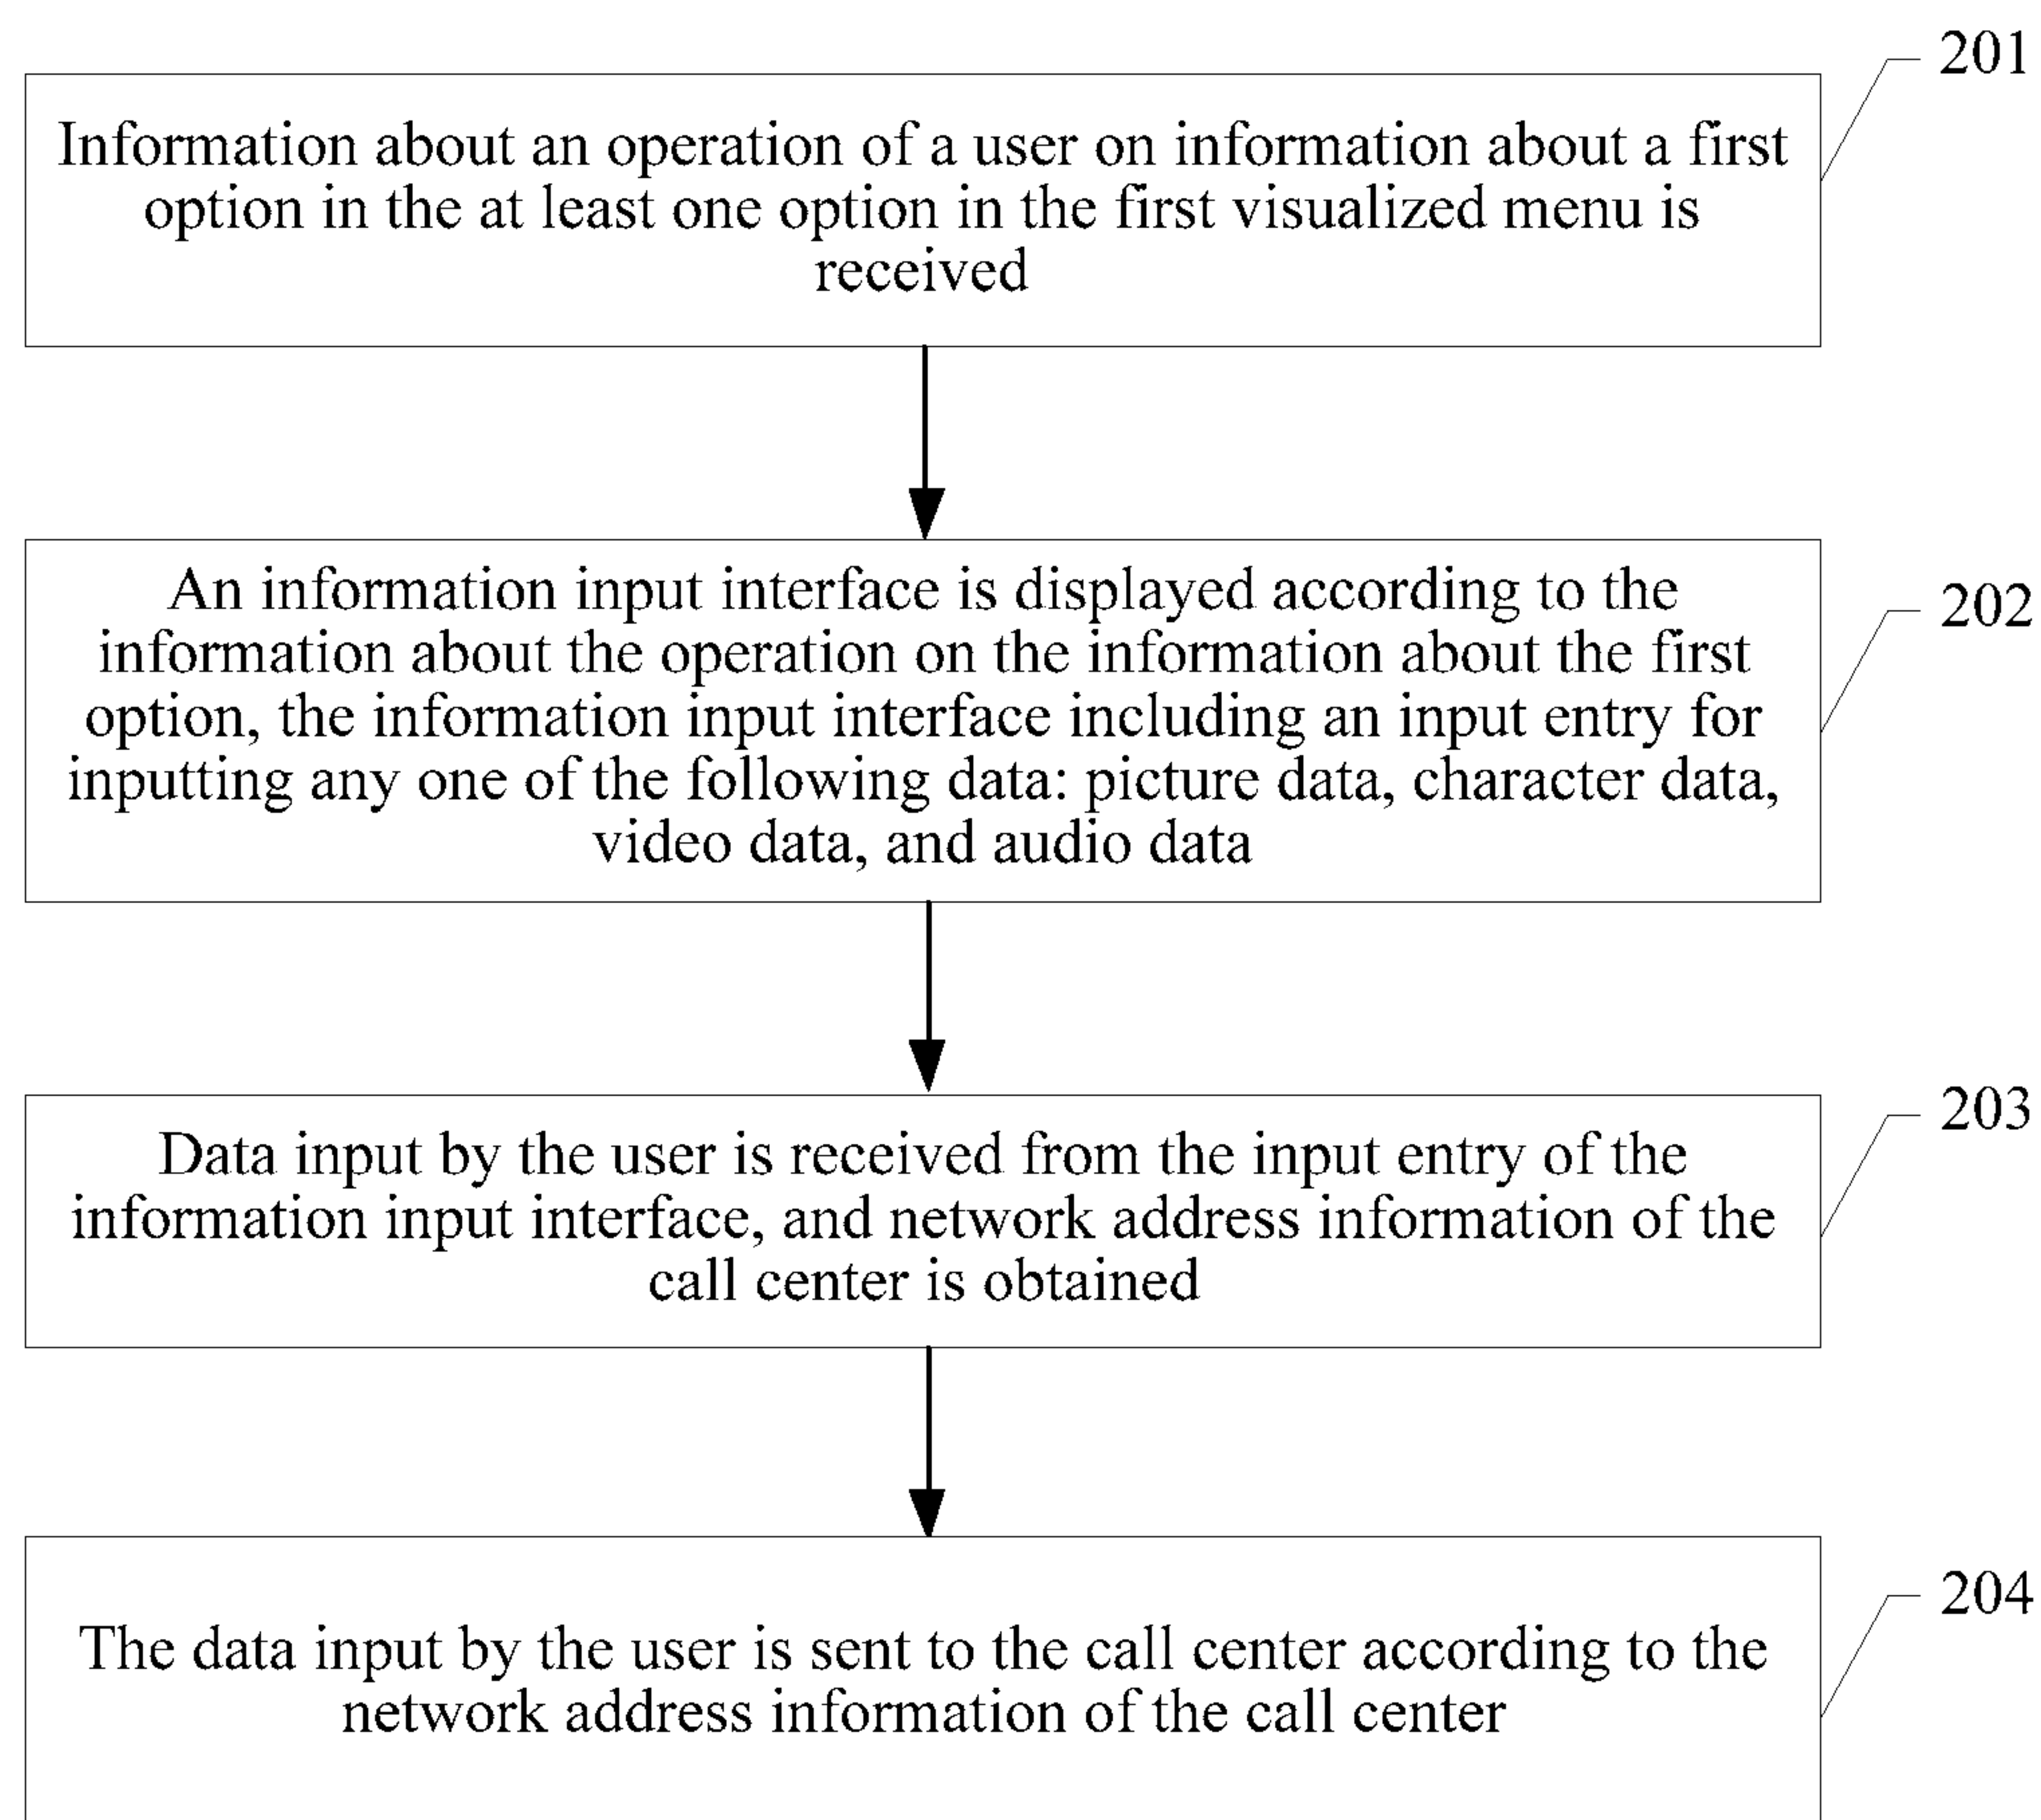 201
Information about an operation of a user on information about a first
option in the at least one option in the first visualized menu is
received
An information input interface is displayed according to the
202
information about the operation on the information about the first
option, the information input interface including an input entry for
inputting any one of the following data: picture data, character data,
video data, and audio data
203
Data input by the user is received from the input entry of the
information input interface, and network address information of the
call center is obtained
204
The data input by the user is sent to the call center according to the
network address information of the call center